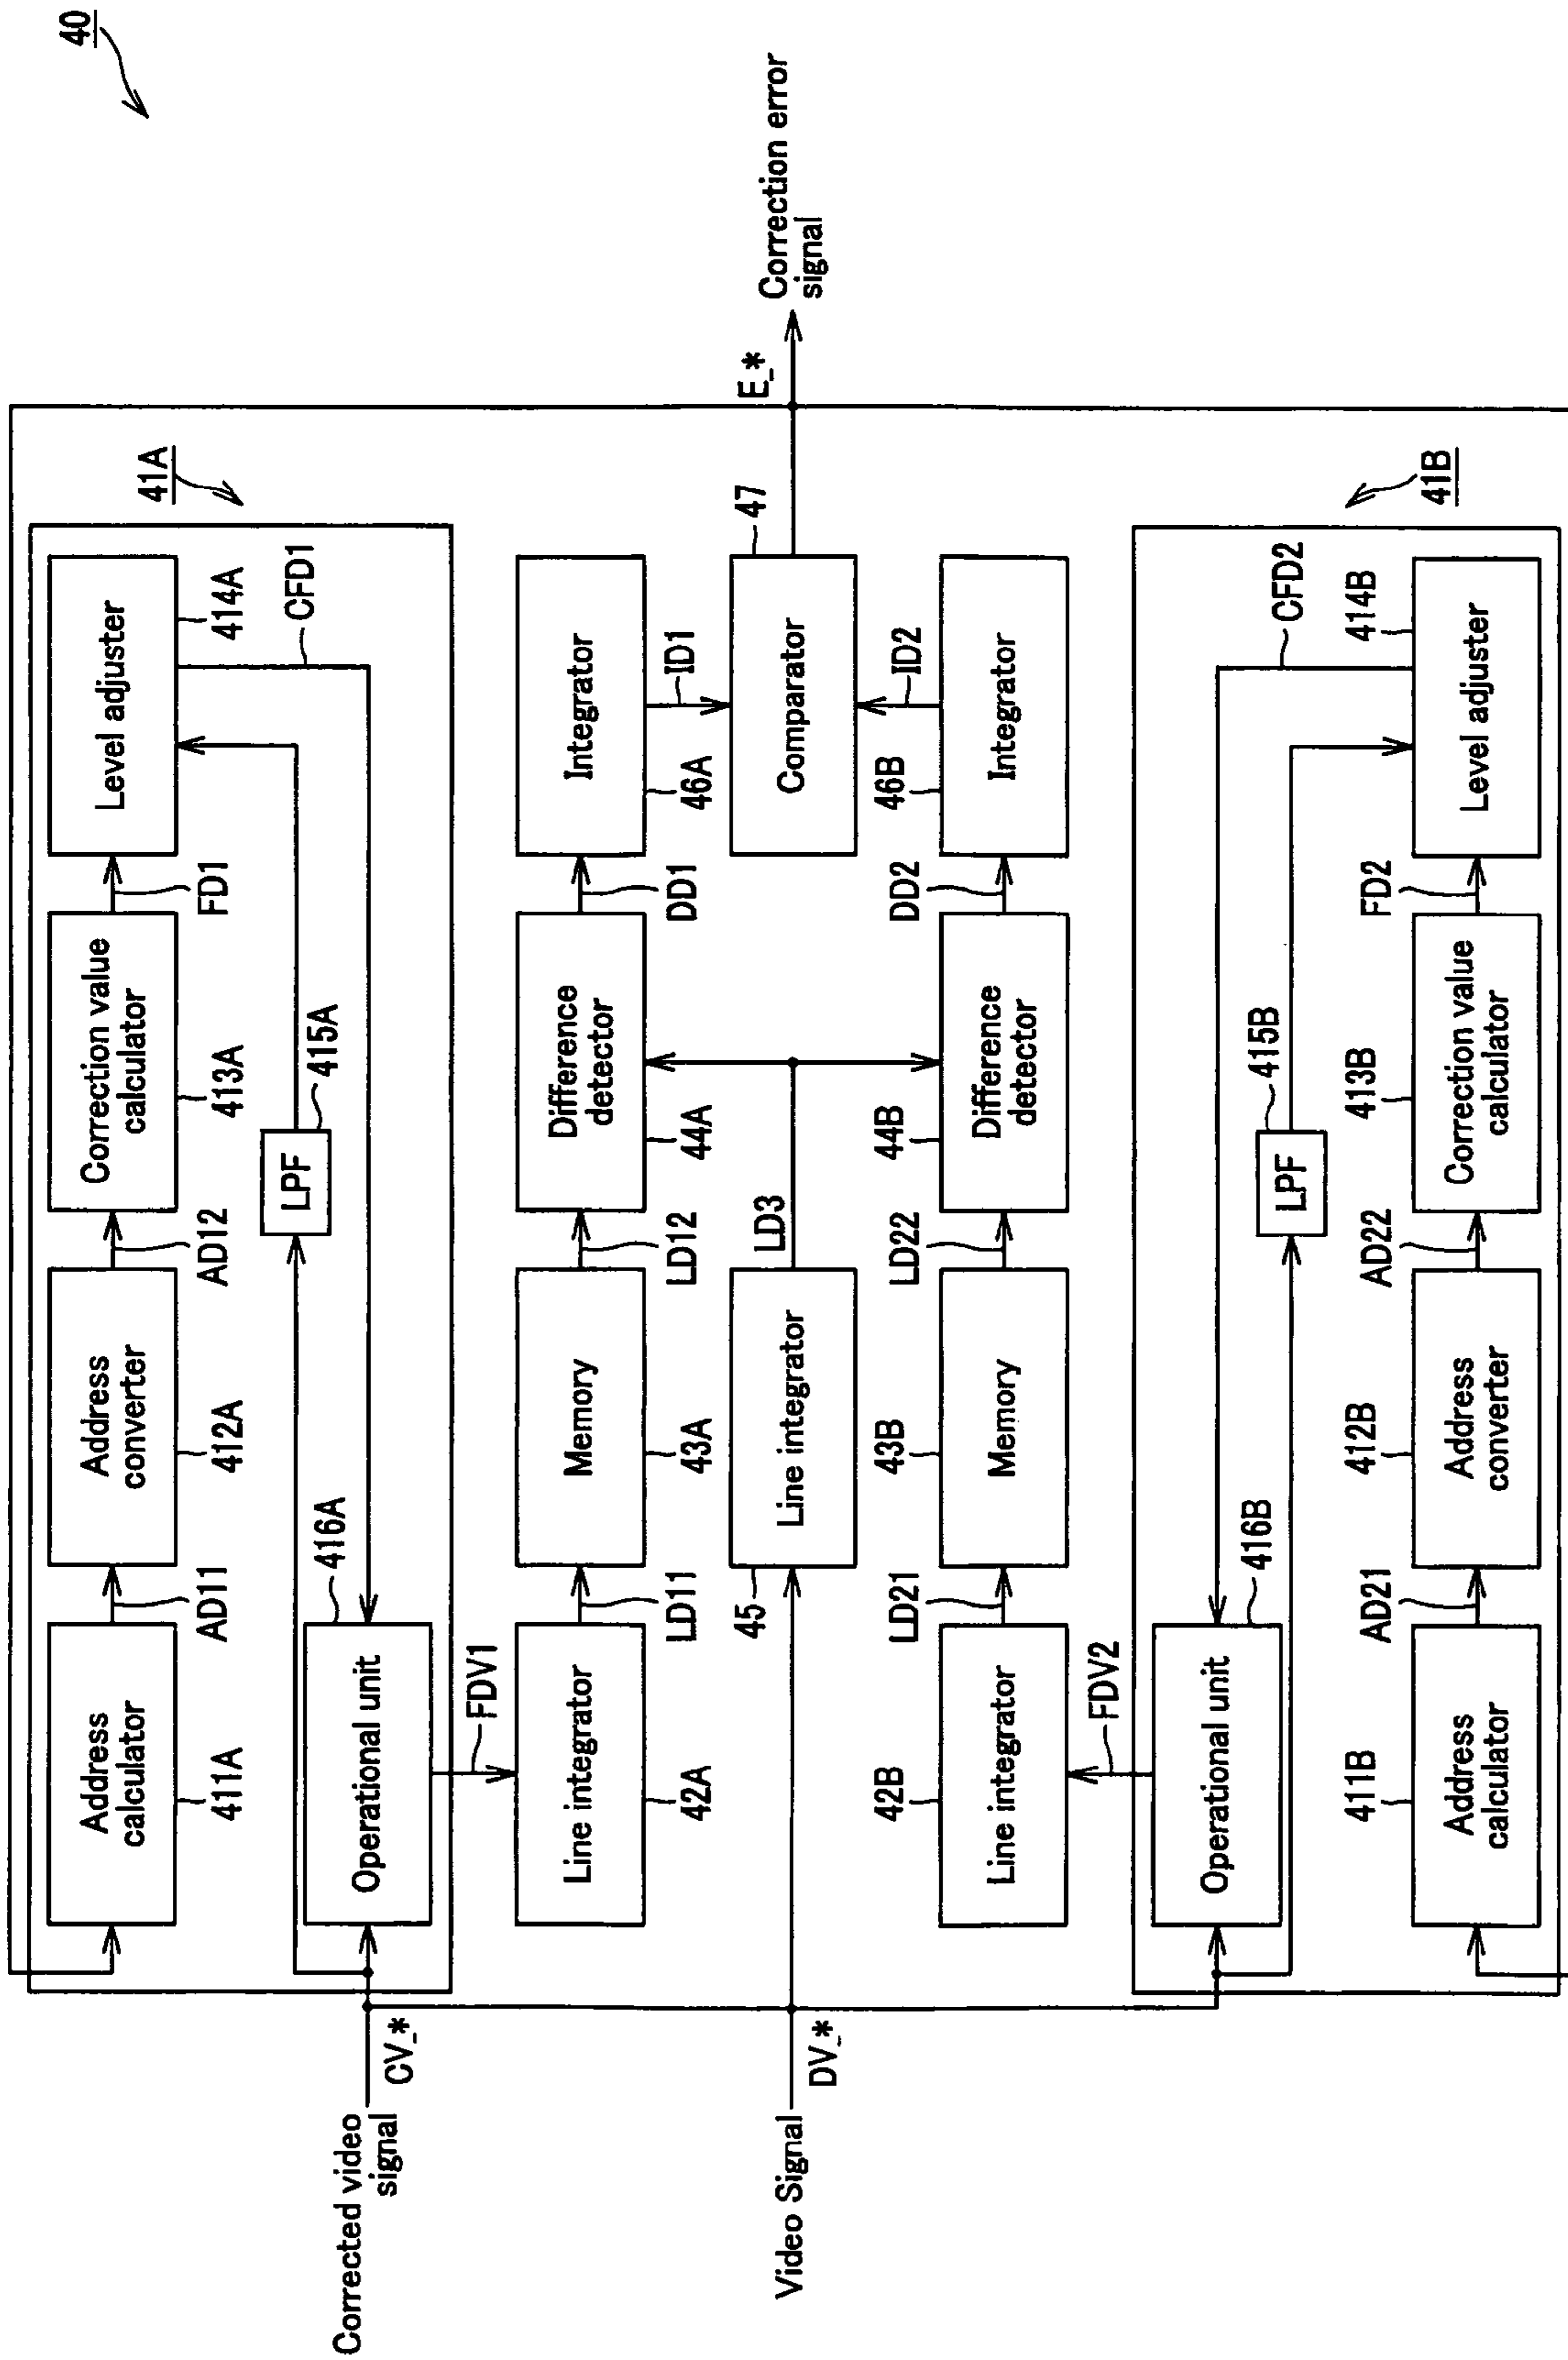 40
41A
Address
calculator
411A
AD11
Address
converter
412A
AD12
Correction value
calculator
413A
FD1
Level adjuster
414A
CFD1
LPF
415A
Operational unit
416A
Corrected video
signal
CV_*
FDV1
Line integrator
42A
LD11
Memory
43A
LD12
Difference
detector
44A
DD1
Integrator
46A
ID1
Video Signal
DV_*
45
Line integrator
LD3
Comparator
47
E_*
Correction error
signal
ID2
42B
Line integrator
LD21
43B
Memory
LD22
44B
Difference
detector
DD2
46B
Integrator
FDV2
Operational unit
416B
LPF
415B
CFD2
41B
411B
Address
calculator
AD21
412B
Address
converter
AD22
413B
Correction value
calculator
FD2
414B
Level adjuster